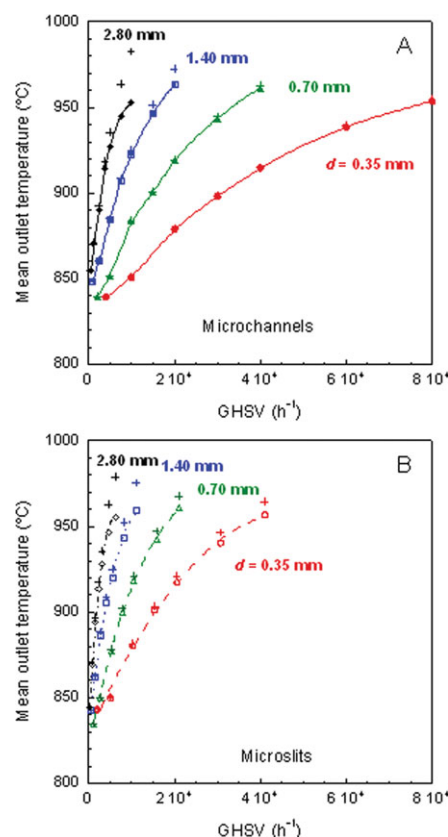 A
1000
2.80 mm
1.40 mm
0.70 mm
950
d = 0.35 mm
900
850
Microchannels
800
0
2 10⁴
4 10⁴
6 10⁴
8 10⁴
Mean outlet temperature (°C)
GHSV (h⁻¹)
B
1000
2.80 mm
1.40 mm
0.70 mm
950
d = 0.35 mm
900
850
Microslits
800
0
2 10⁴
4 10⁴
6 10⁴
8 10⁴
Mean outlet temperature (°C)
GHSV (h⁻¹)